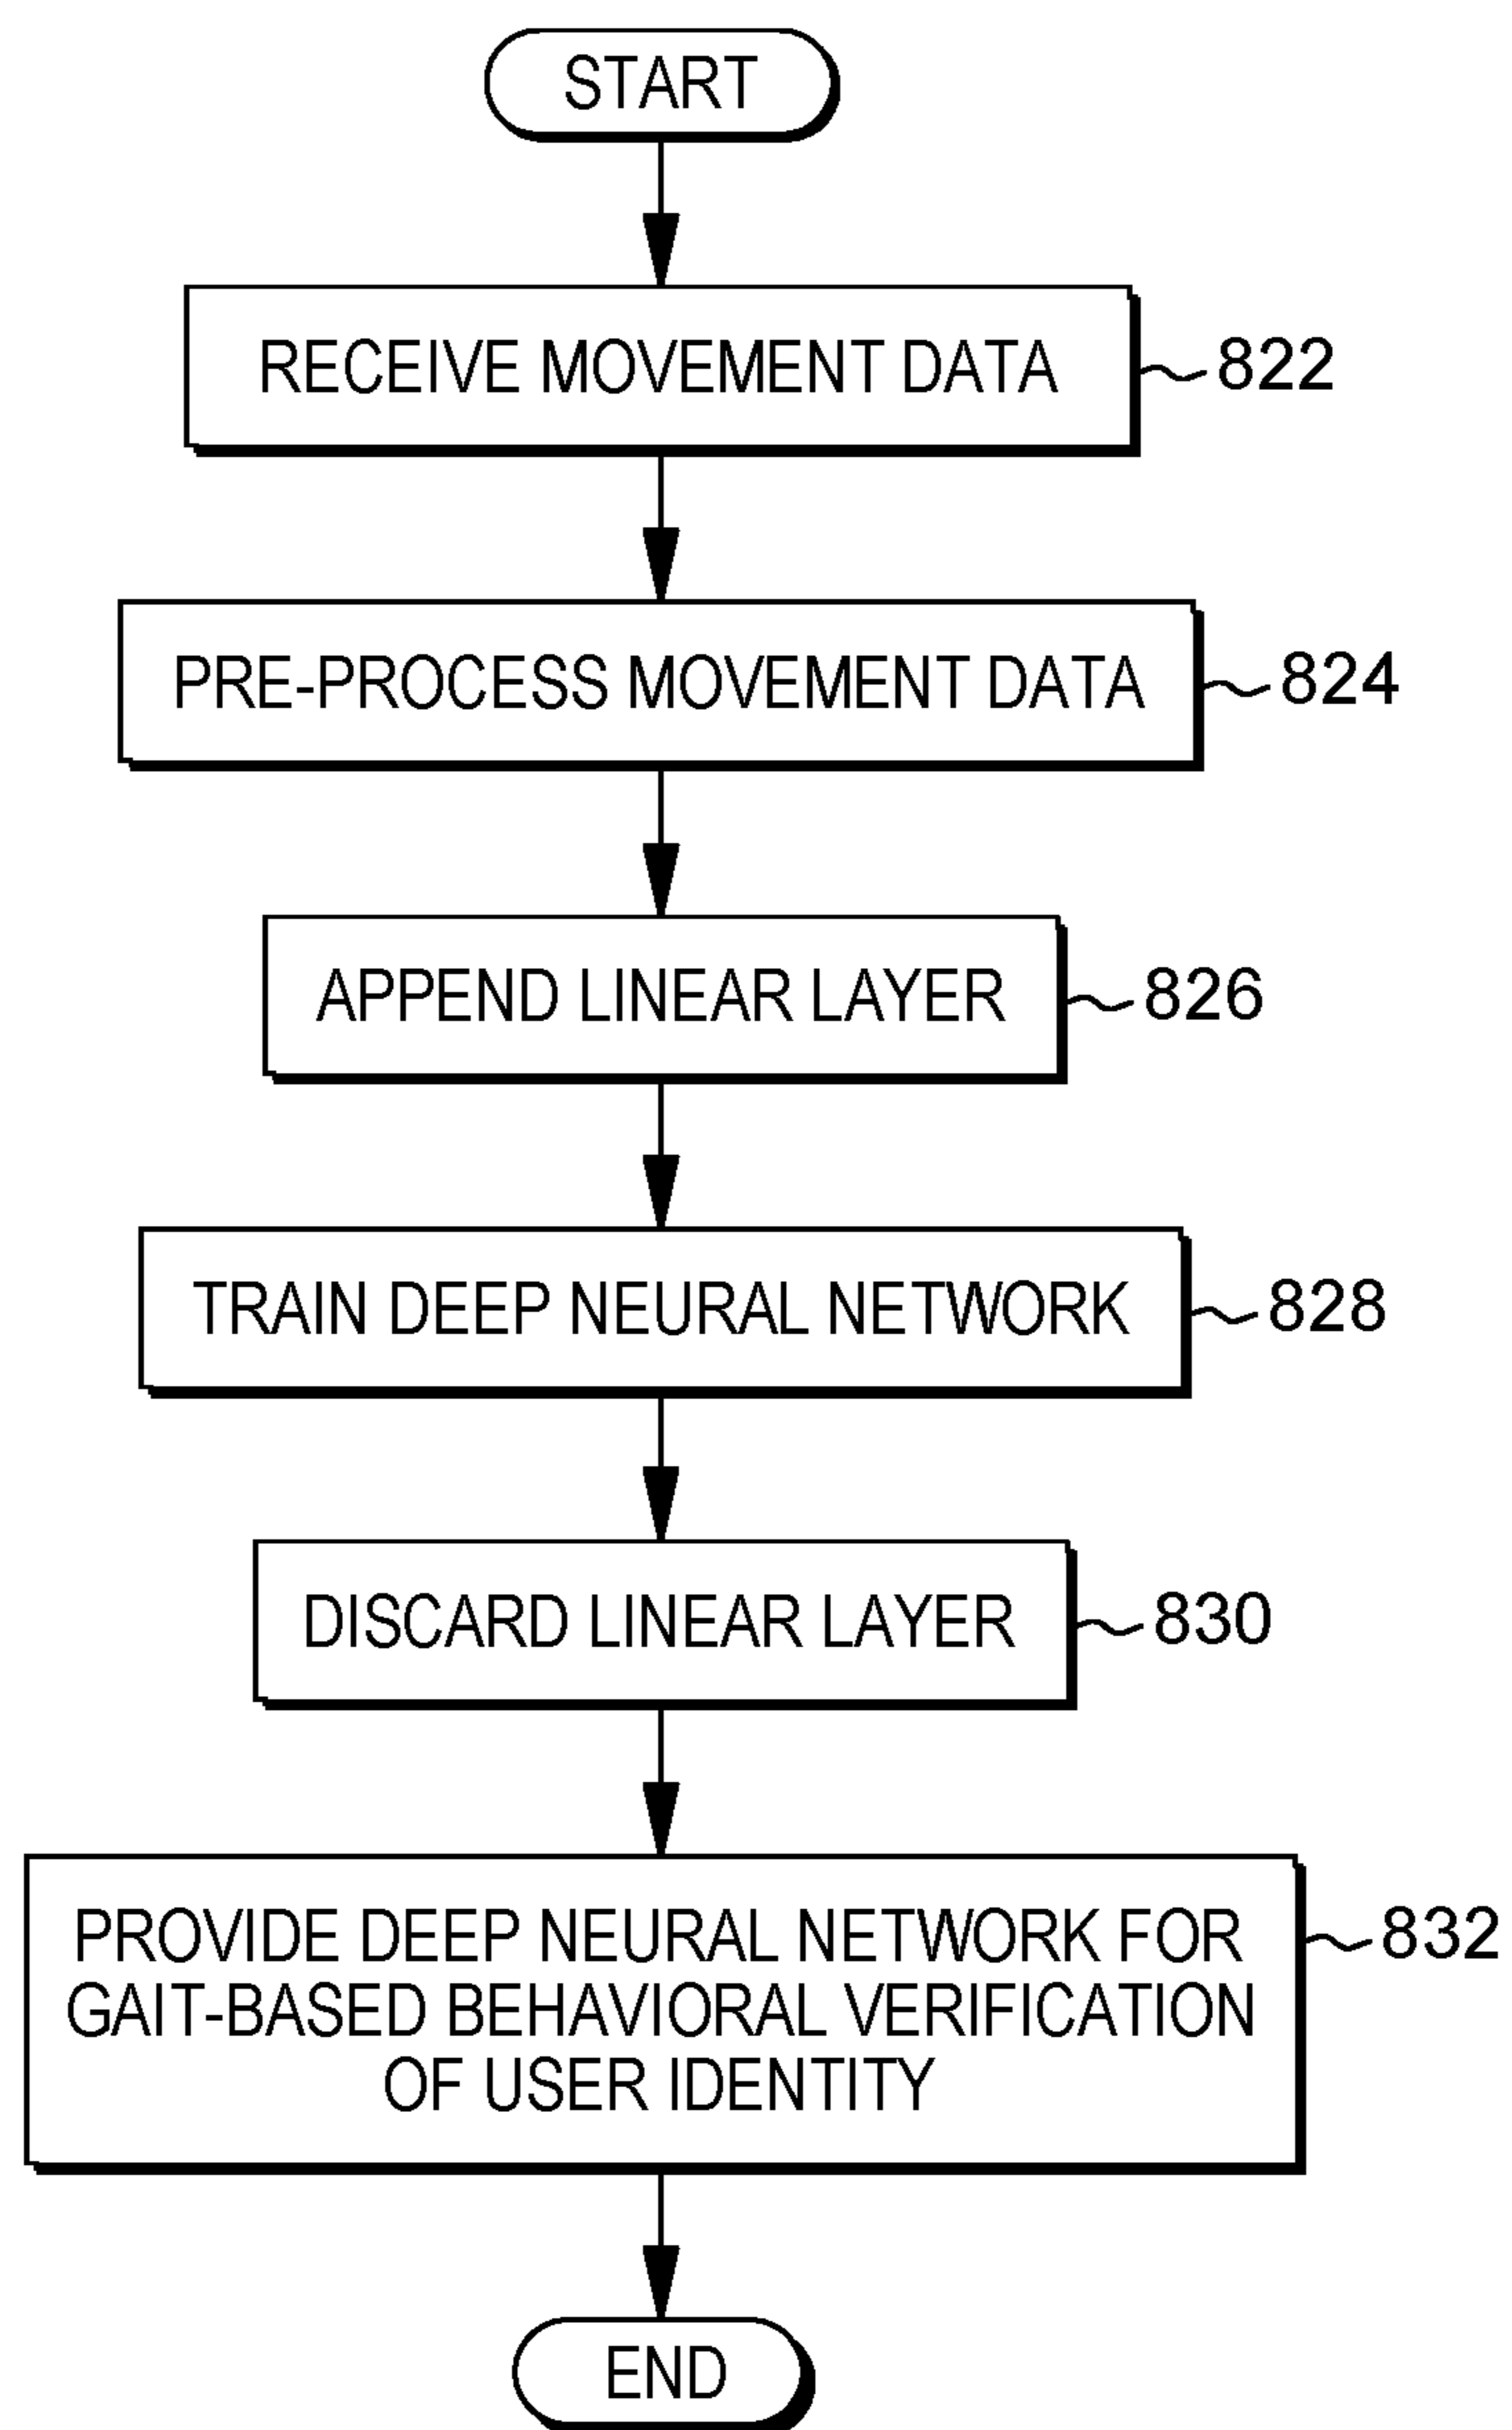 START
RECEIVE MOVEMENT DATA
822
PRE-PROCESS MOVEMENT DATA
824
APPEND LINEAR LAYER
826
TRAIN DEEP NEURAL NETWORK
828
DISCARD LINEAR LAYER
830
PROVIDE DEEP NEURAL NETWORK FOR
GAIT-BASED BEHAVIORAL VERIFICATION
OF USER IDENTITY
832
END